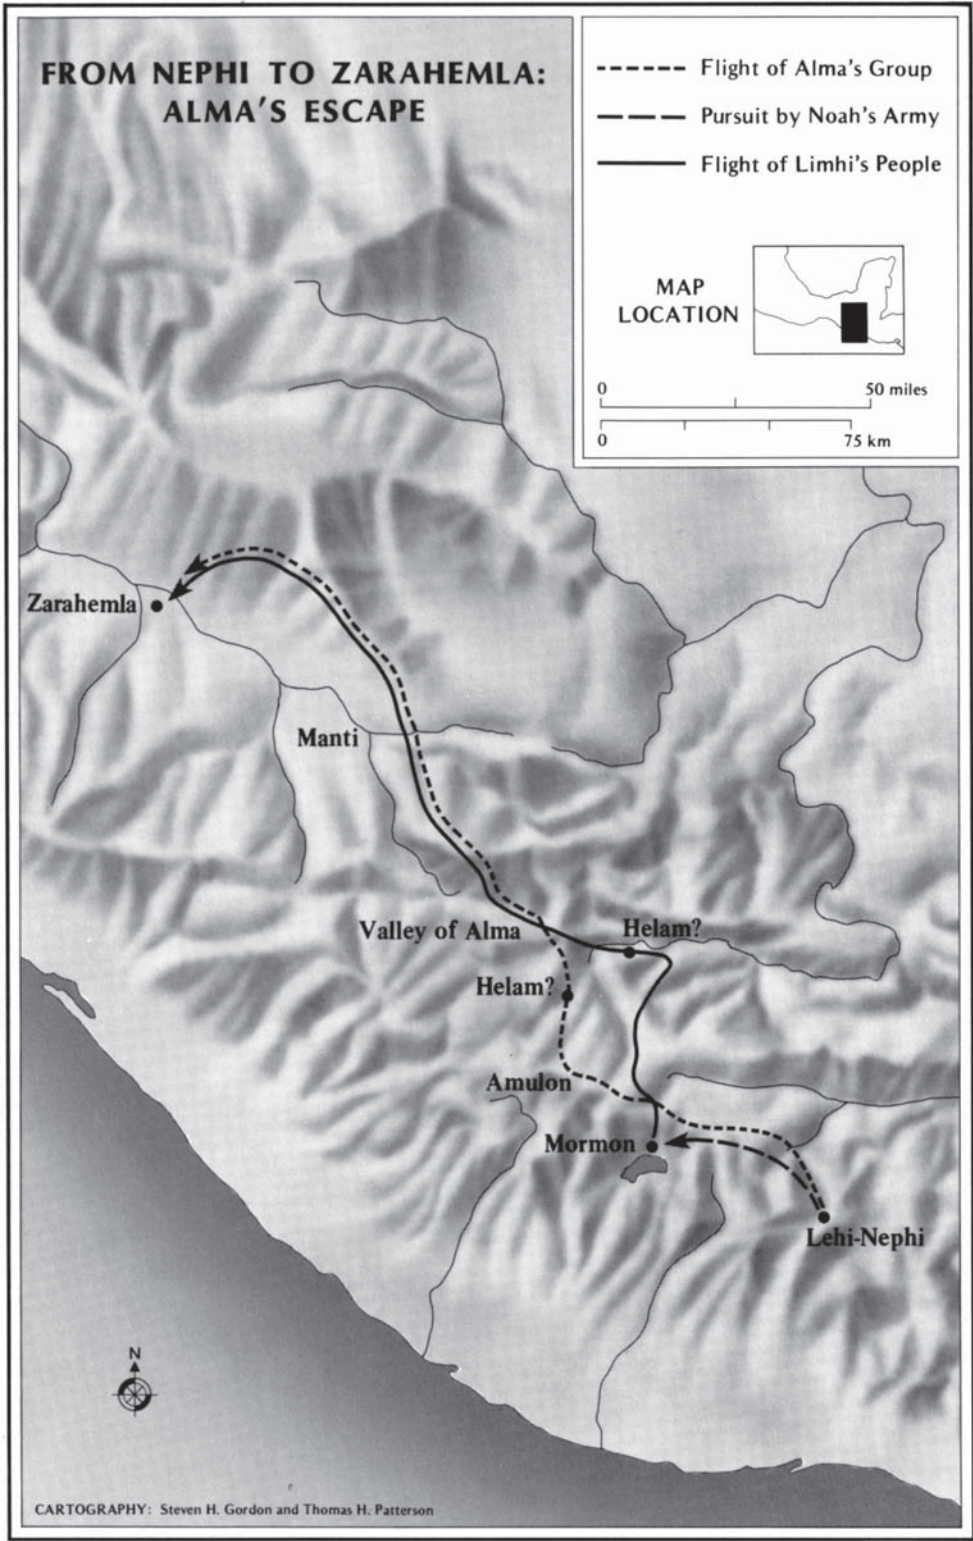 FROM NEPHI TO ZARAHEMLA:
ALMA'S ESCAPE
Flight of Alma's Group
Pursuit by Noah's Army
Flight of Limhi's People
MAP
LOCATION
0
50 miles
0
75 km
Zarahemla
Manti
Valley of Alma
Helam?
Helam?
Amulon
Mormon
Lehi-Nephi
N
CARTOGRAPHY: Steven H. Gordon and Thomas H. Patterson